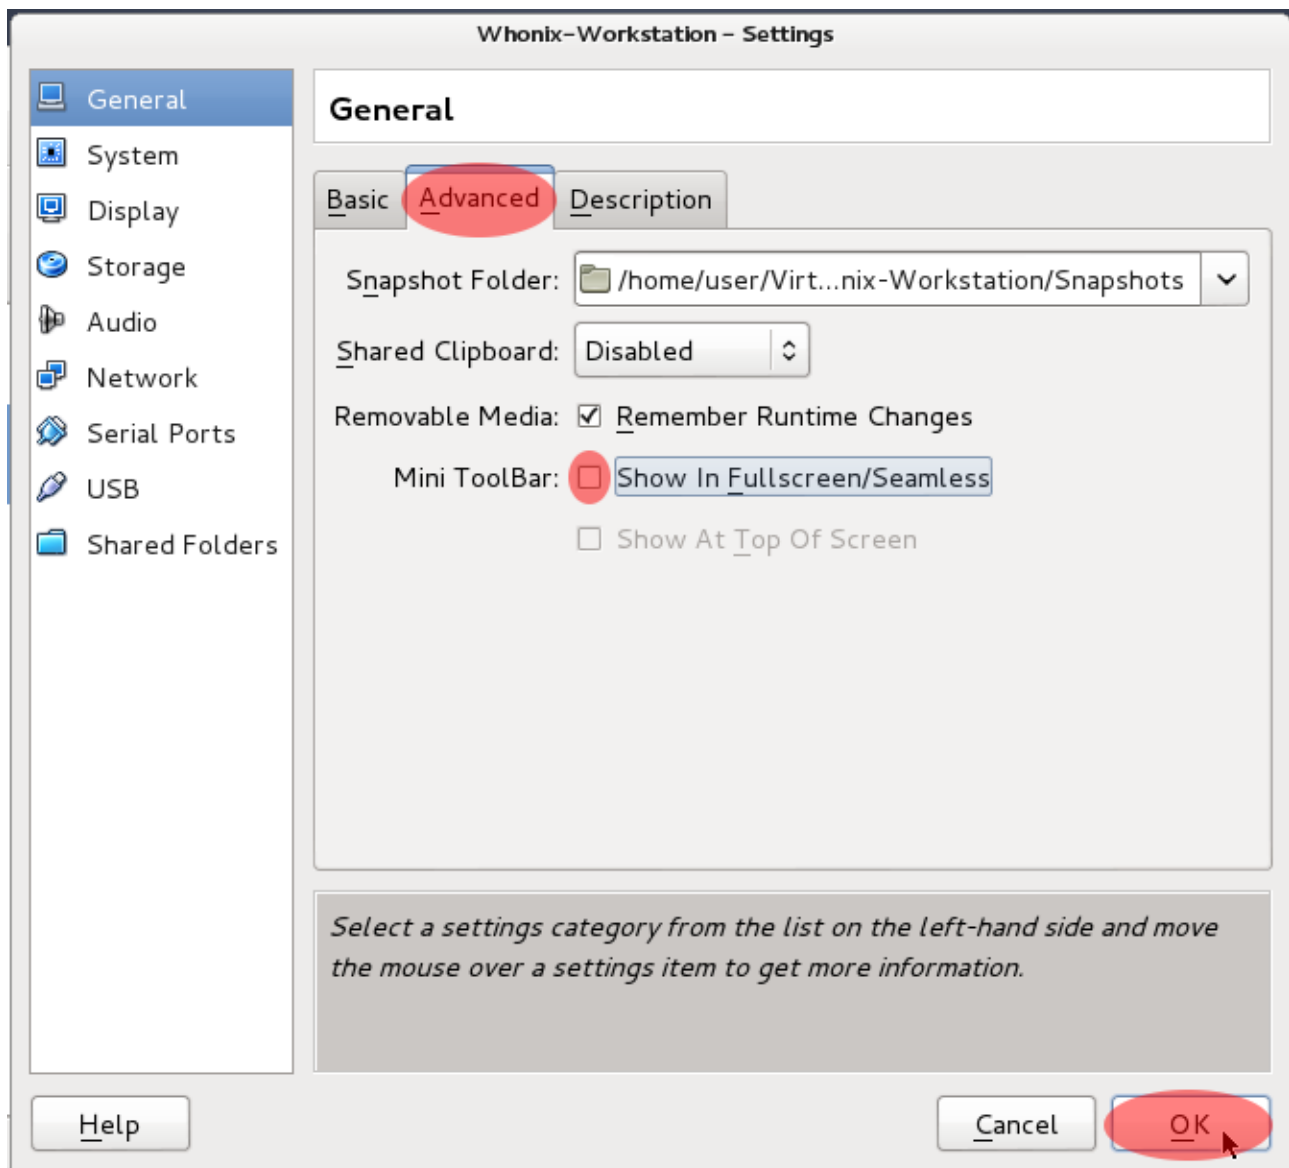 Whonix-Workstation – Settings
General
System
Display
Storage
Audio
Network
Serial Ports
USB
Shared Folders
General
Basic
Advanced
Description
Snapshot Folder: /home/user/Virt...nix-Workstation/Snapshots
Shared Clipboard: Disabled
Removable Media: Remember Runtime Changes
Mini ToolBar: Show In Fullscreen/Seamless
Show At Top Of Screen
Select a settings category from the list on the left-hand side and move
the mouse over a settings item to get more information.
Help
Cancel
OK